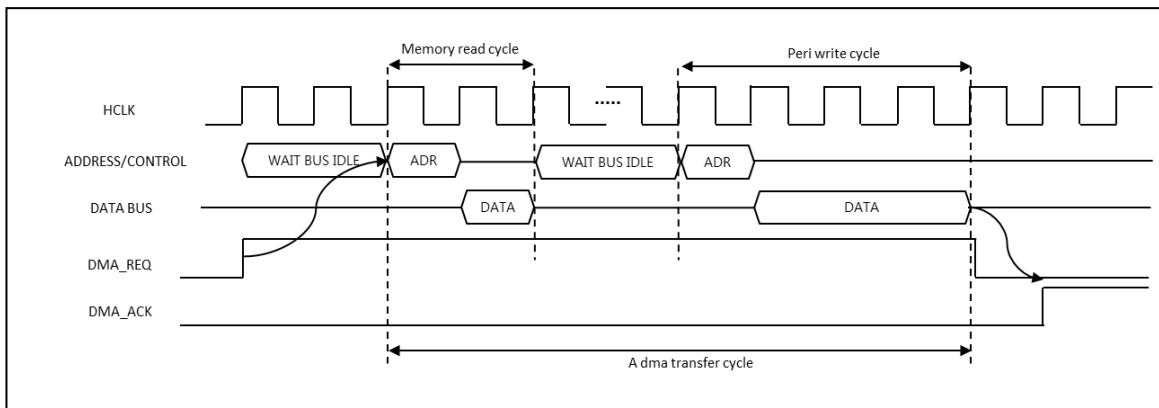 Memory read cycle
Peri write cycle
HCLK
.....
ADDRESS/CONTROL
WAIT BUS IDLE
ADR
WAIT BUS IDLE
ADR
DATA BUS
DATA
DATA
DMA_REQ
DMA_ACK
A dma transfer cycle